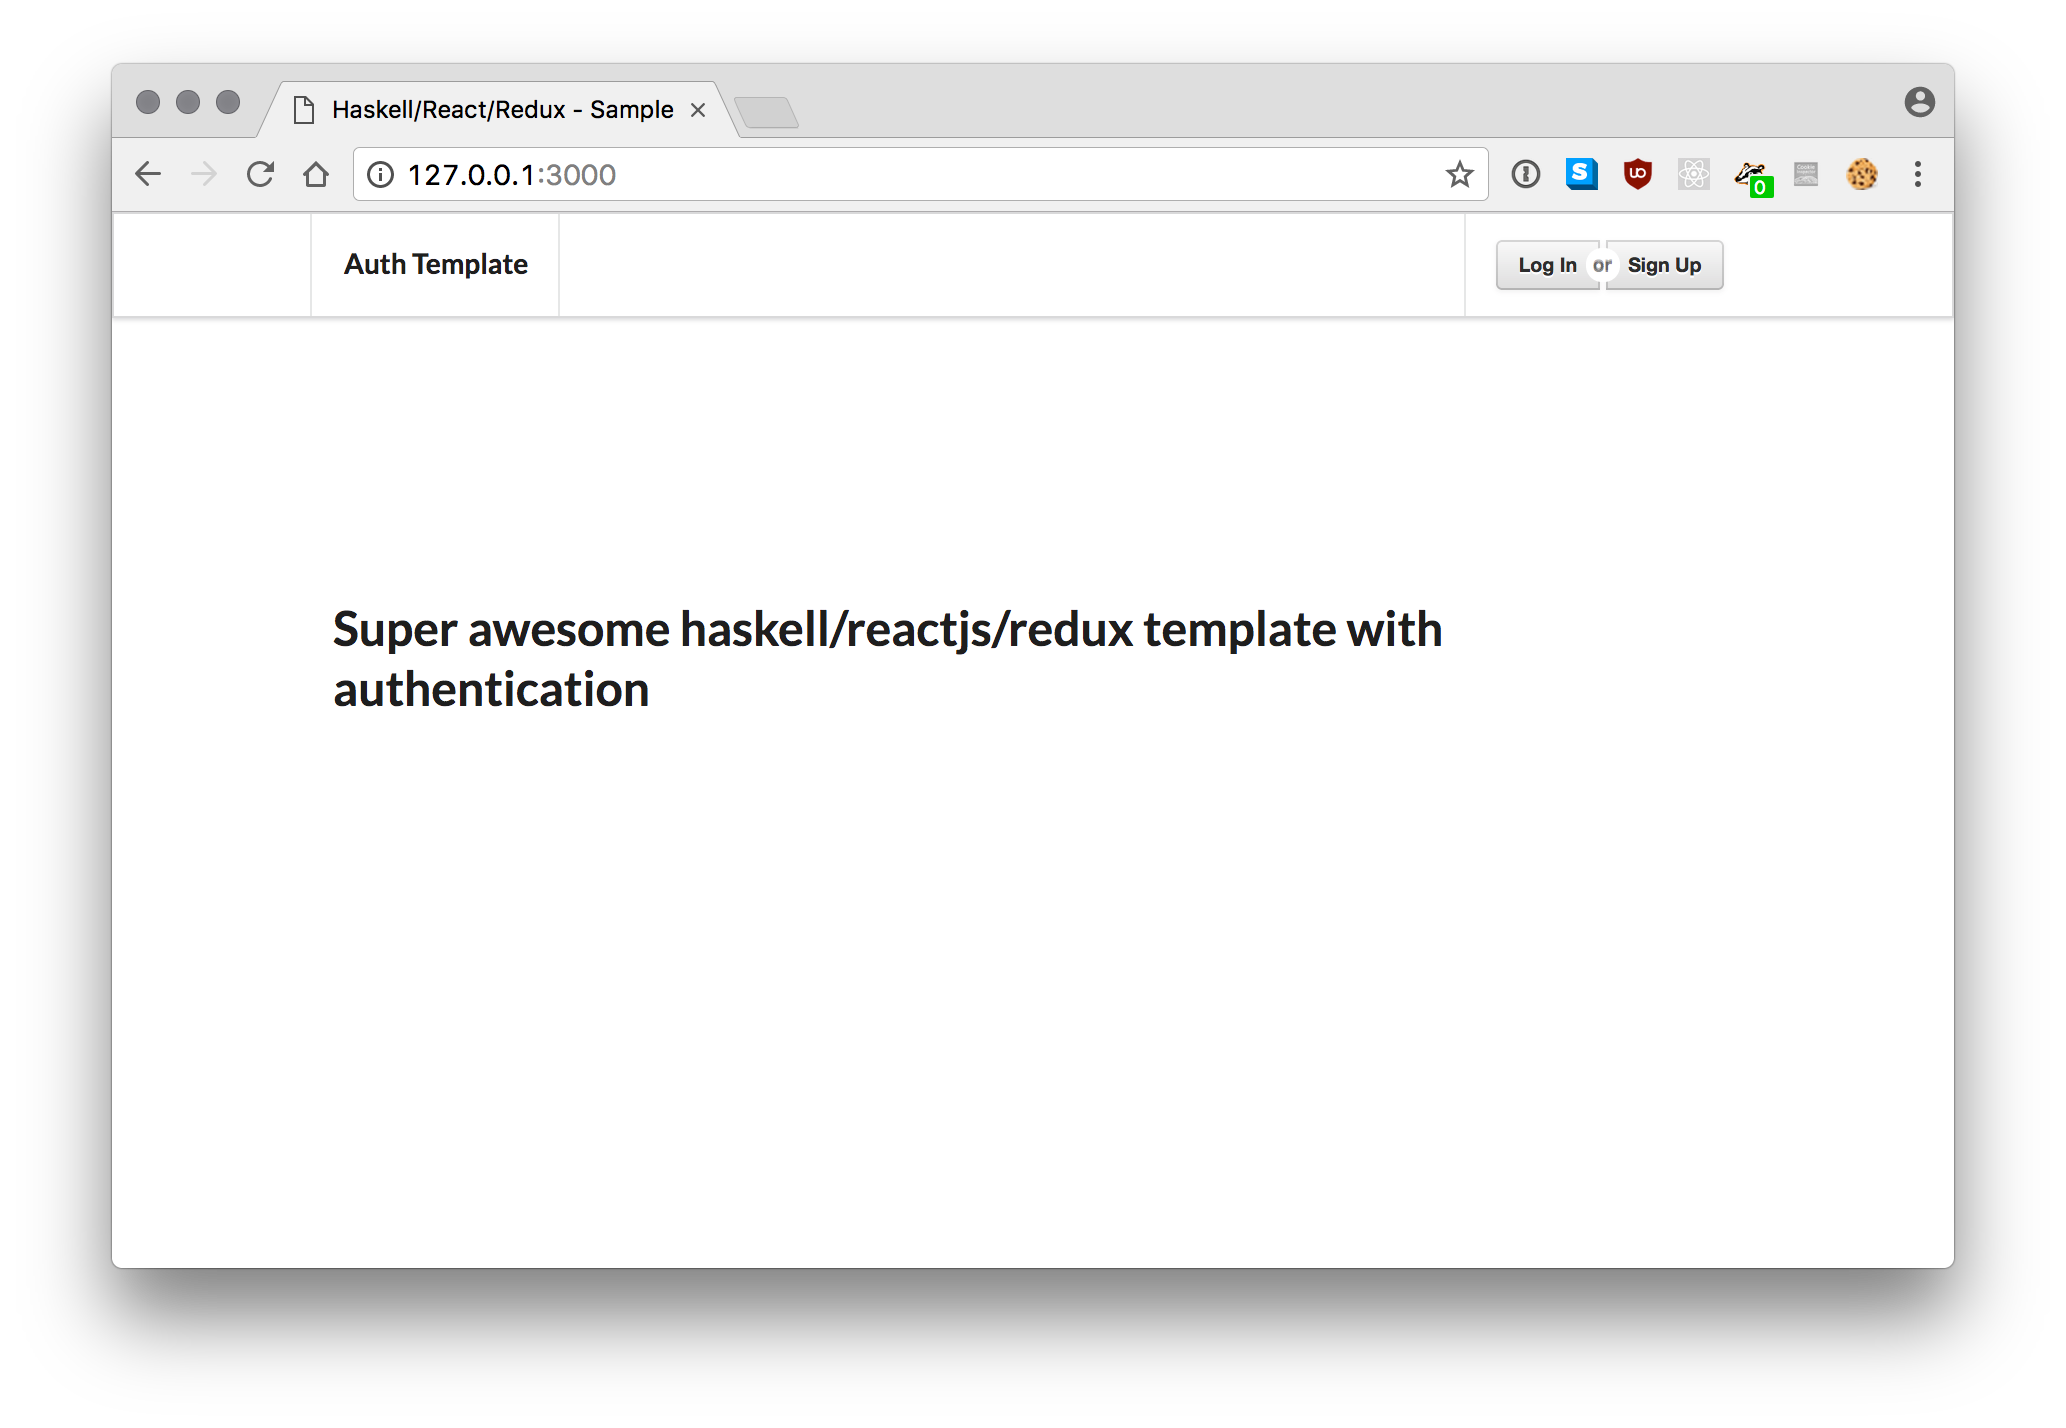 Haskell/React/Redux - Sample
127.0.0.1:3000
S
UO
0
Auth Template
Log In or Sign Up
Super awesome haskell/reactjs/redux template with
authentication